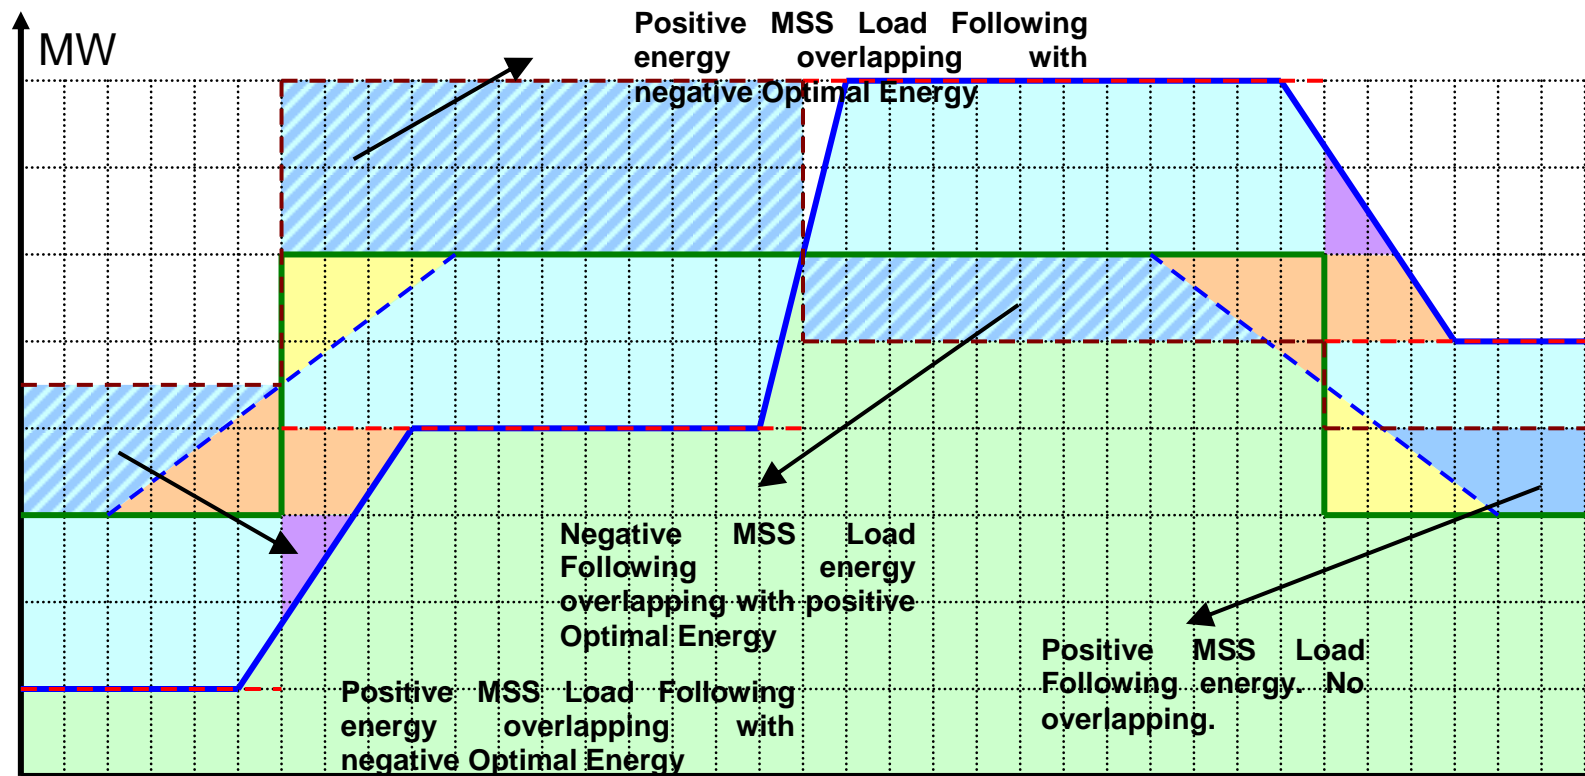 Positive MSS Load Following
energy overlapping with
negative Optimal Energy
MW
Negative MSS Load
Following energy
overlapping with positive
Optimal Energy
Positive MSS Load
Following energy. No
overlapping.
Positive MSS Load Following
energy overlapping with
negative Optimal Energy